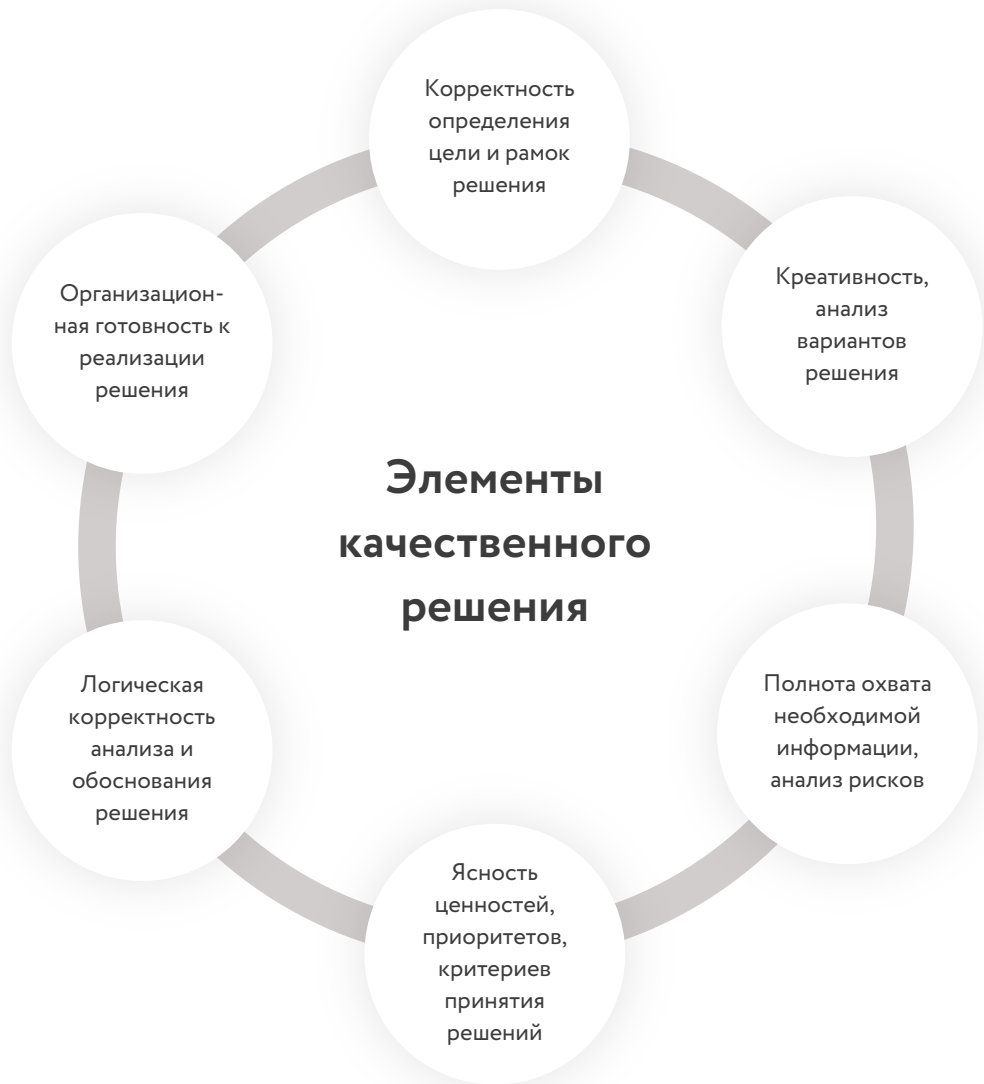 Корректность
определения
цели и рамок
решения
Креативность,
анализ
вариантов
решения
Полнота охвата
необходимой
информации,
анализ рисков
Ясность
ценностей,
приоритетов,
критериев
принятия
решений
Логическая
корректность
анализа и
обоснования
решения
Организацион-
ная готовность к
реализации
решения
Элементы
качественного
решения